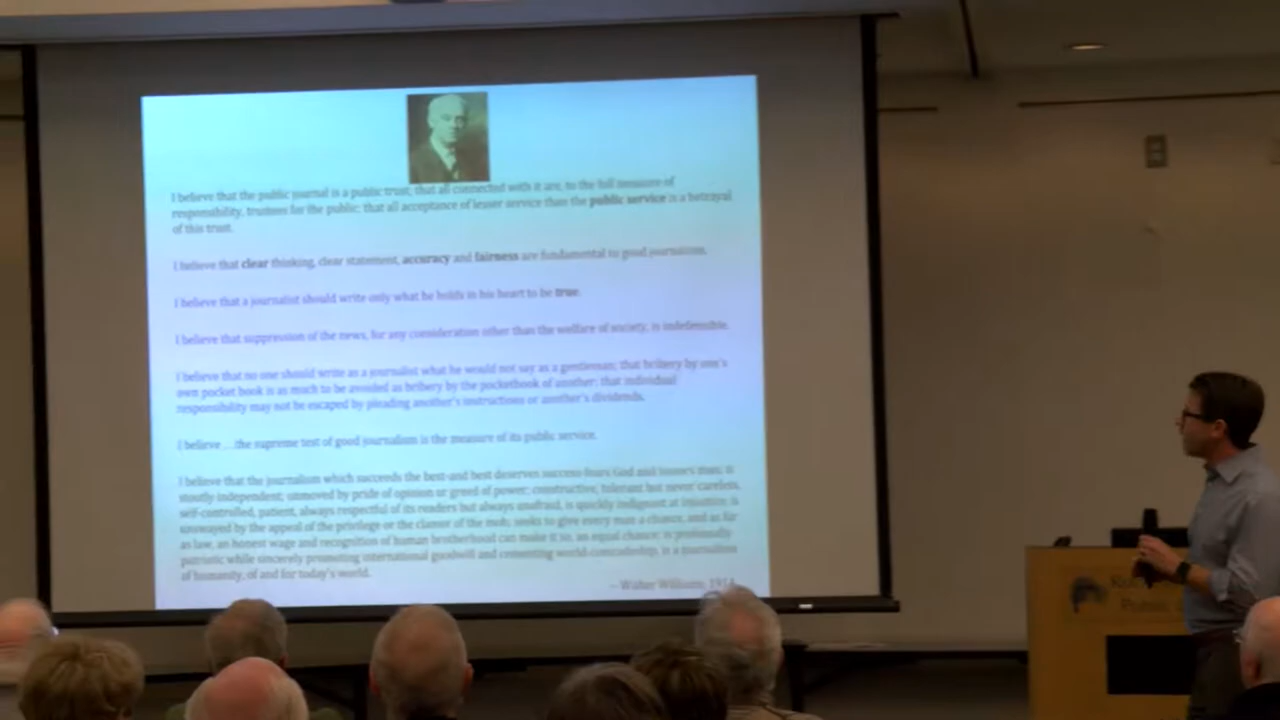 I believe that the public journal is a public trust; that all connected with it are, to the full measure of
responsibility, trustees for the public; that all acceptance of lesser service than the public service is a betrayal
of this trust.
I believe that clear thinking, clear statement, accuracy and fairness are fundamental to good journalism.
I believe that a journalist should write only what he holds in his heart to be true.
I believe that suppression of the news, for any consideration other than the welfare of society, is indefensible.
I believe that no one should write as a journalist what he would not say as a gentleman; that bribery by one's
own pocket book is as much to be avoided as bribery by the pocketbook of another; that individual
responsibility may not be escaped by pleading another's instructions or another's dividends.
I believe ... the supreme test of good journalism is the measure of its public service.
I believe that the journalism which succeeds the best-and best deserves success-fears God and honors man; is
stoutly independent; unmoved by pride of opinion or greed of power; constructive, tolerant but never careless,
self-controlled, patient, always respectful of its readers but always unafraid, is quickly indignant at injustice; is
unswayed by the appeal of the privilege or the clamor of the mob; seeks to give every man a chance, and as far
as law, an honest wage and recognition of human brotherhood can make it so, an equal chance; is profoundly
patriotic while sincerely promoting international goodwill and cementing world-comradeship, is a journalism
of humanity, of and for today's world.
-- Walter Williams, 1914
Public